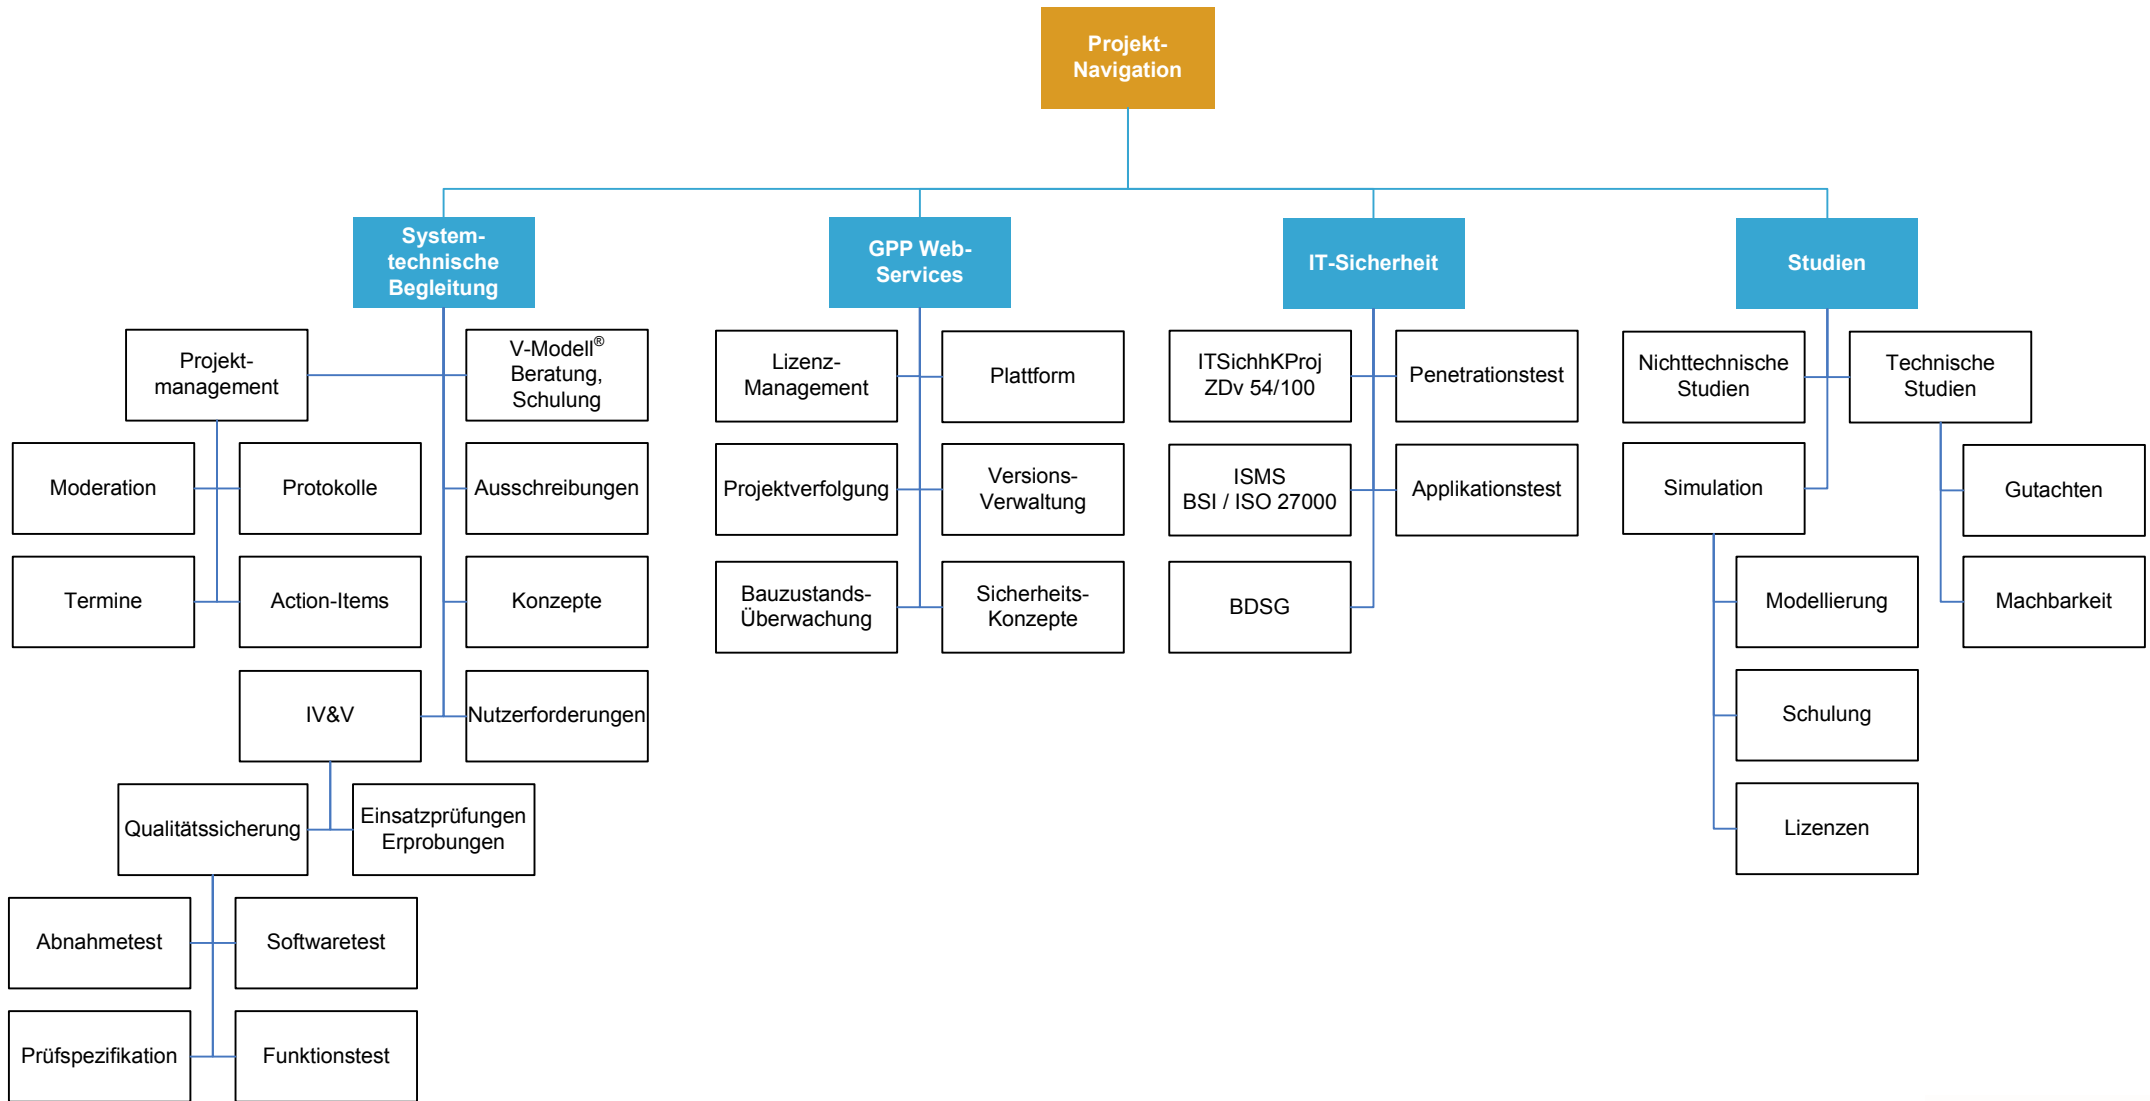 Projekt-
Navigation
System-
technische
Begleitung
GPP Web-
Services
IT-Sicherheit
Studien
Projekt-
management
V-Modell®
Beratung,
Schulung
Lizenz-
Management
Plattform
ITSichhKProj
ZDv 54/100
Penetrationstest
Nichttechnische
Studien
Technische
Studien
Moderation
Protokolle
Ausschreibungen
Projektverfolgung
Versions-
Verwaltung
ISMS
BSI / ISO 27000
Applikationstest
Simulation
Gutachten
Termine
Action-Items
Konzepte
Bauzustands-
Überwachung
Sicherheits-
Konzepte
BDSG
Modellierung
Machbarkeit
IV&V
Nutzerforderungen
Schulung
Qualitätssicherung
Einsatzprüfungen
Erprobungen
Lizenzen
Abnahmetest
Softwaretest
Prüfspezifikation
Funktionstest